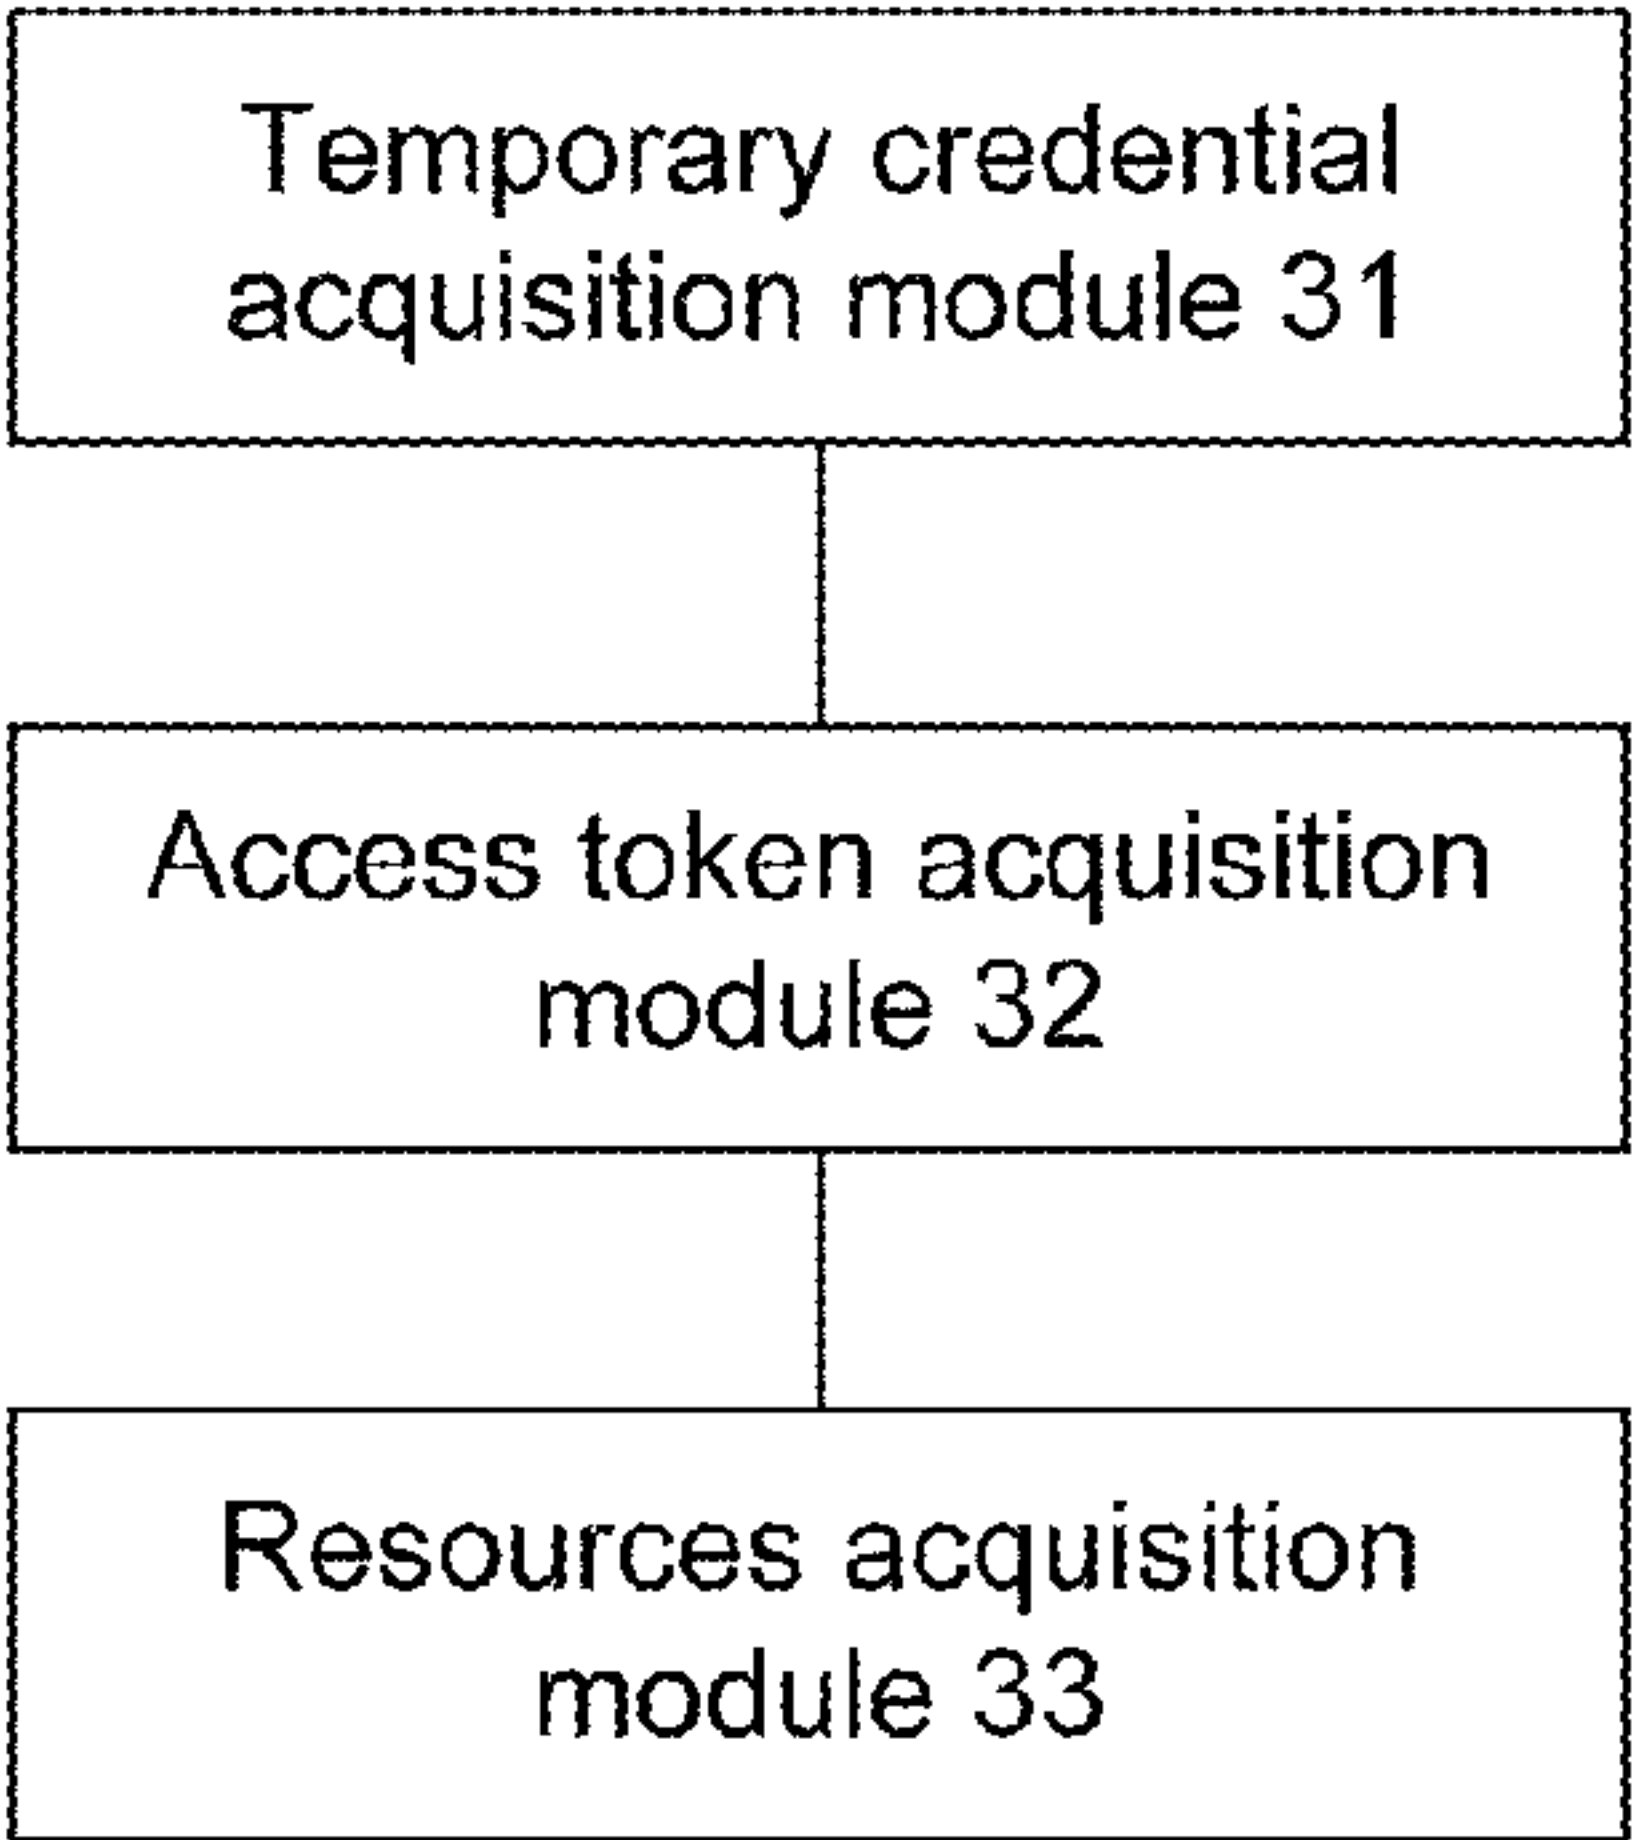 Temporary credential
acquisition module 31
Access token acquisition
module 32
Resources acquisition
module 33